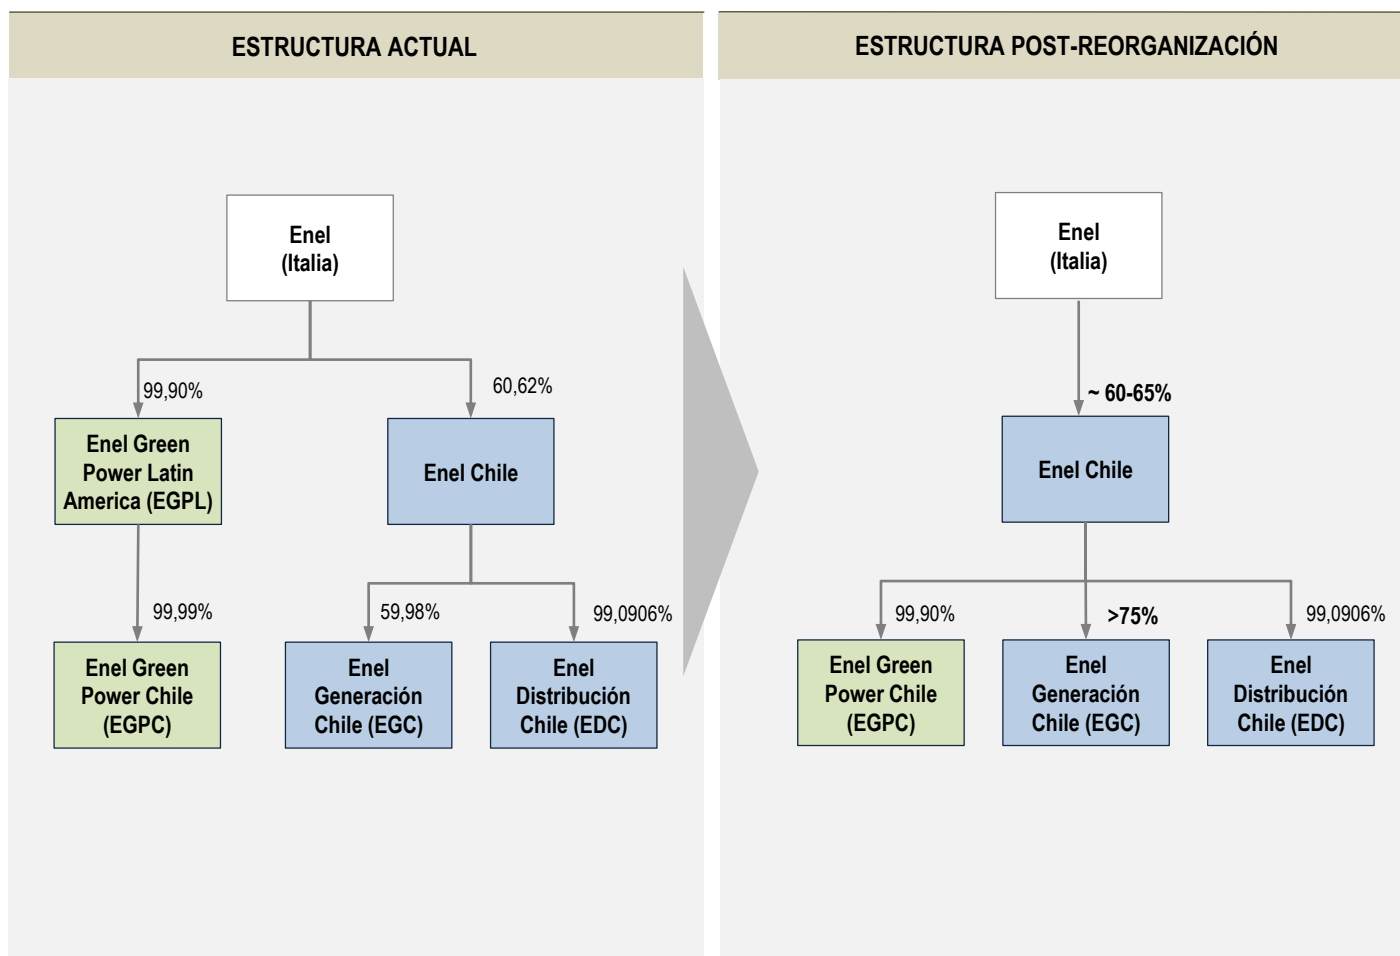 ESTRUCTURA ACTUAL
Enel
(Italia)
99,90%
60,62%
Enel Green
Power Latin
America (EGPL)
Enel Chile
99,99%
59,98%
99,0906%
Enel Green
Power Chile
(EGPC)
Enel
Generación
Chile (EGC)
Enel
Distribución
Chile (EDC)
ESTRUCTURA POST-REORGANIZACIÓN
Enel
(Italia)
~ 60-65%
Enel Chile
99,90%
>75%
99,0906%
Enel Green
Power Chile
(EGPC)
Enel
Generación
Chile (EGC)
Enel
Distribución
Chile (EDC)